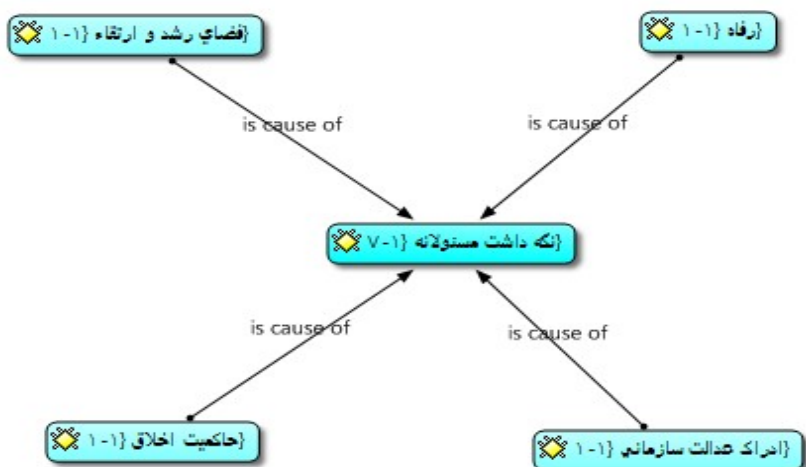 فضاي رشد و ارتقاء {۱-۱}
رفاه {۱-۱}
is cause of
is cause of
نگه داشت مسئولانه {۱-۷}
is cause of
is cause of
حاكميت اخلاق {۱-۱}
ادراك عدالت سازماني {۱-۱}